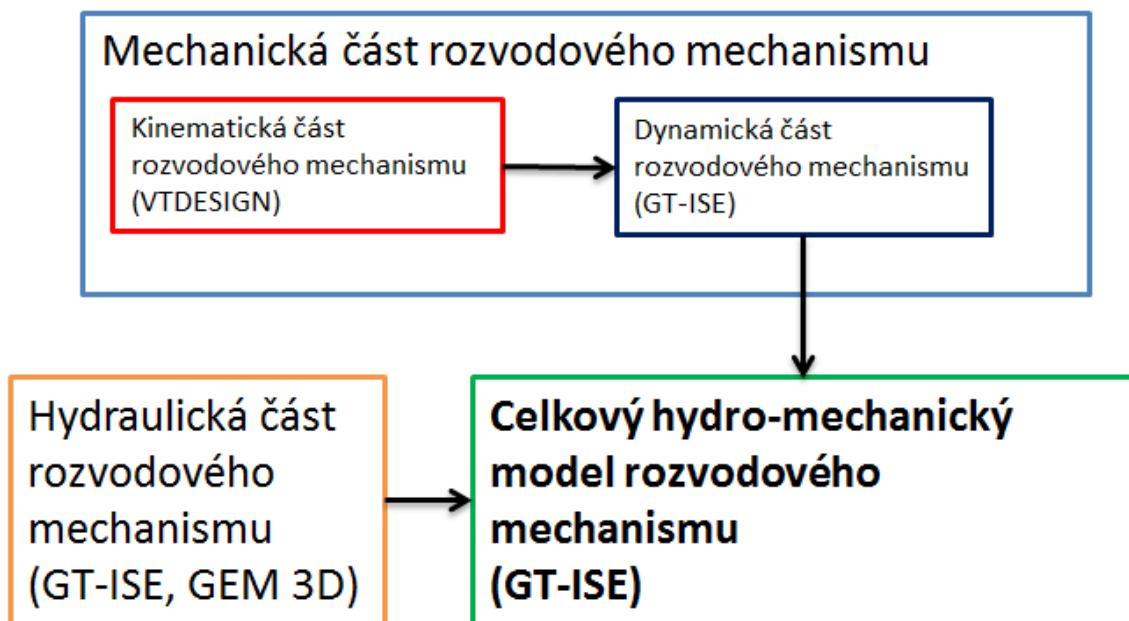 Mechanická část rozvodového mechanismu
Kinematická část
rozvodového mechanismu
(VTDESIGN)
Dynamická část
rozvodového mechanismu
(GT-ISE)
Hydraulická část
rozvodového
mechanismu
(GT-ISE, GEM 3D)
Celkový hydro-mechanický
model rozvodového
mechanismu
(GT-ISE)